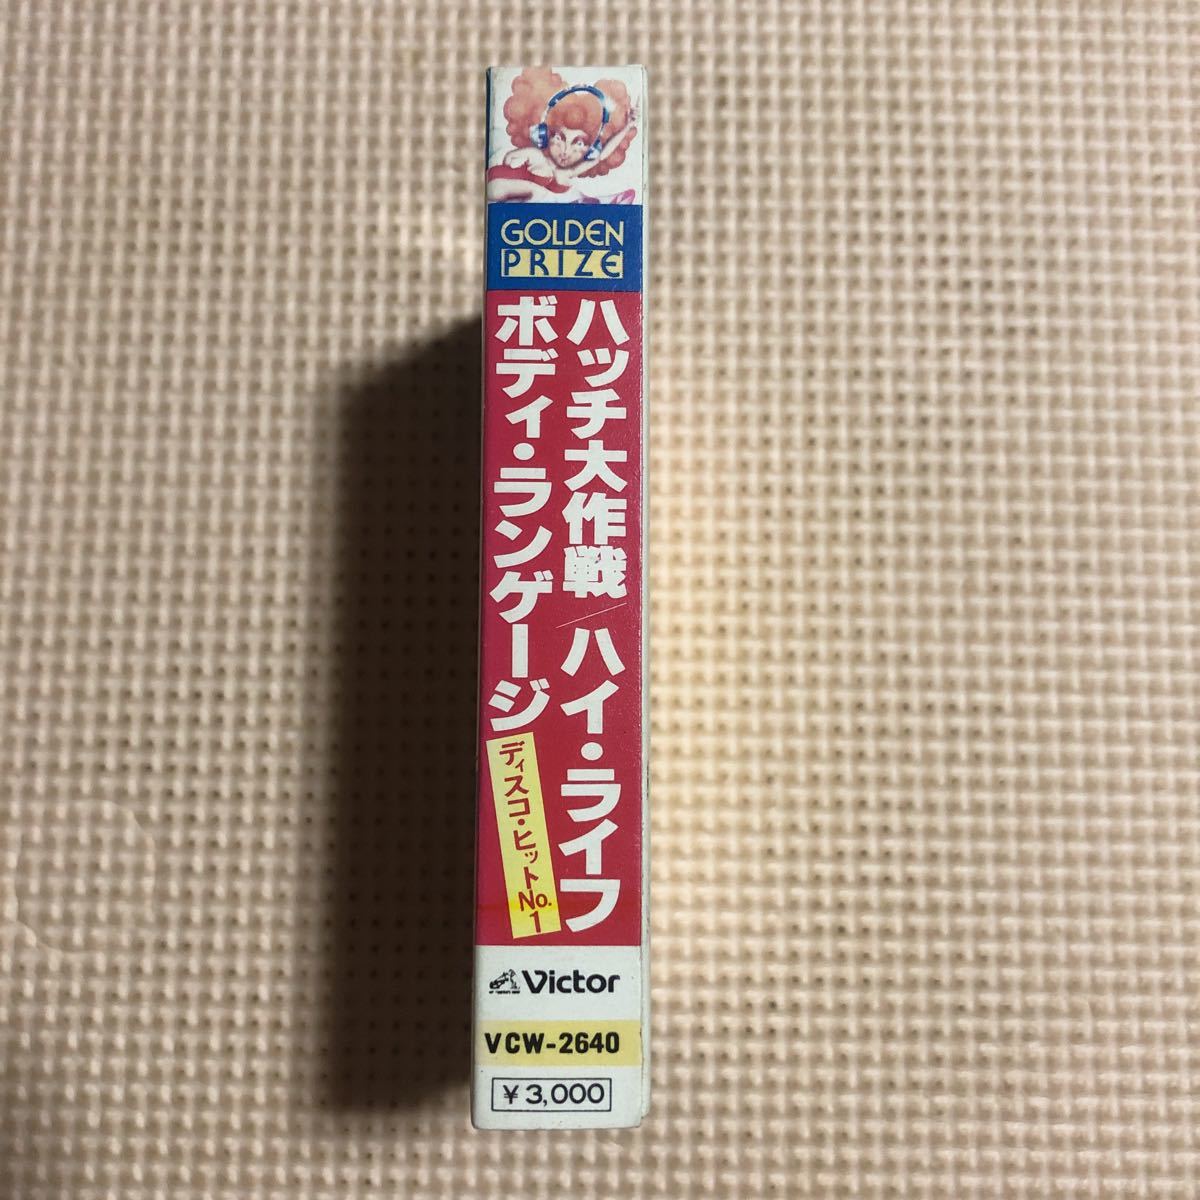 GOLDEN
PRIZE
ハッチ大作戦/ハイ・ライフ
ボディ・ランゲージ
ディスコ・ヒットNo.1
Victor
VCW-2640
¥3,000